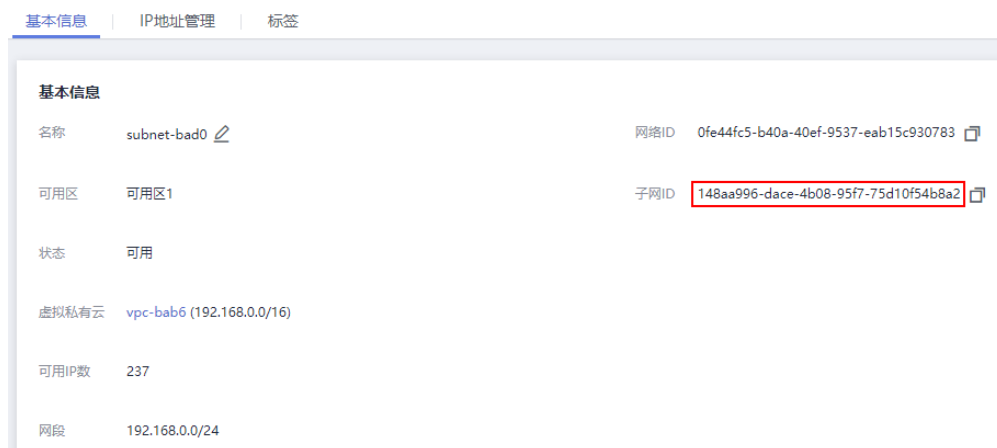 基本信息 IP地址管理 标签
基本信息
名称 subnet-bad0 网络ID 0fe44fc5-b40a-40ef-9537-eab15c930783
可用区 可用区1 子网ID 148aa996-dace-4b08-95f7-75d10f54b8a2
状态 可用
虚拟私有云 vpc-bab6 (192.168.0.0/16)
可用IP数 237
网段 192.168.0.0/24